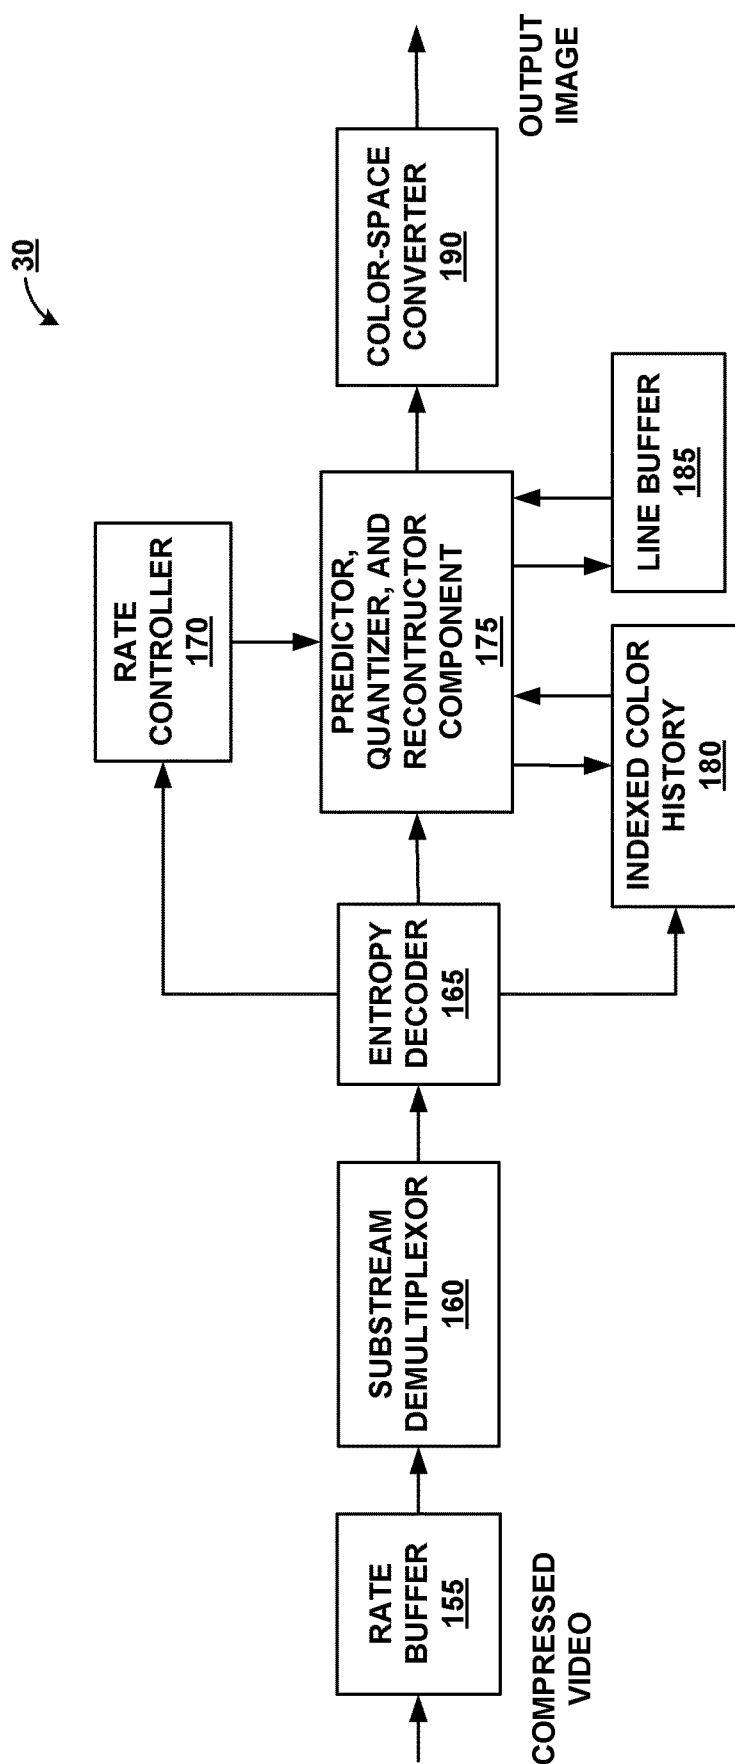 30
RATE
CONTROLLER
170
COMPRESSED
VIDEO
RATE
BUFFER
155
SUBSTREAM
DEMULTIPLEXOR
160
ENTROPY
DECODER
165
PREDICTOR,
QUANTIZER, AND
RECONTRUCTOR
COMPONENT
175
COLOR-SPACE
CONVERTER
190
OUTPUT
IMAGE
INDEXED COLOR
HISTORY
180
LINE BUFFER
185